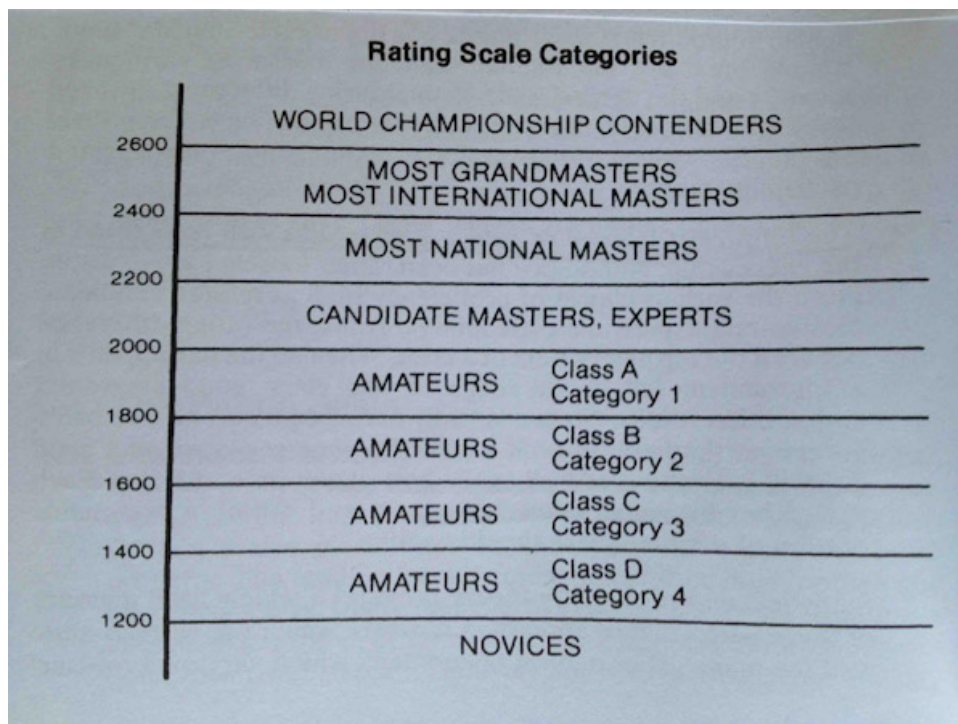 Rating Scale Categories
WORLD CHAMPIONSHIP CONTENDERS
2600
MOST GRANDMASTERS
MOST INTERNATIONAL MASTERS
2400
MOST NATIONAL MASTERS
2200
CANDIDATE MASTERS, EXPERTS
2000
AMATEURS Class A
Category 1
1800
AMATEURS Class B
Category 2
1600
AMATEURS Class C
Category 3
1400
AMATEURS Class D
Category 4
1200
NOVICES